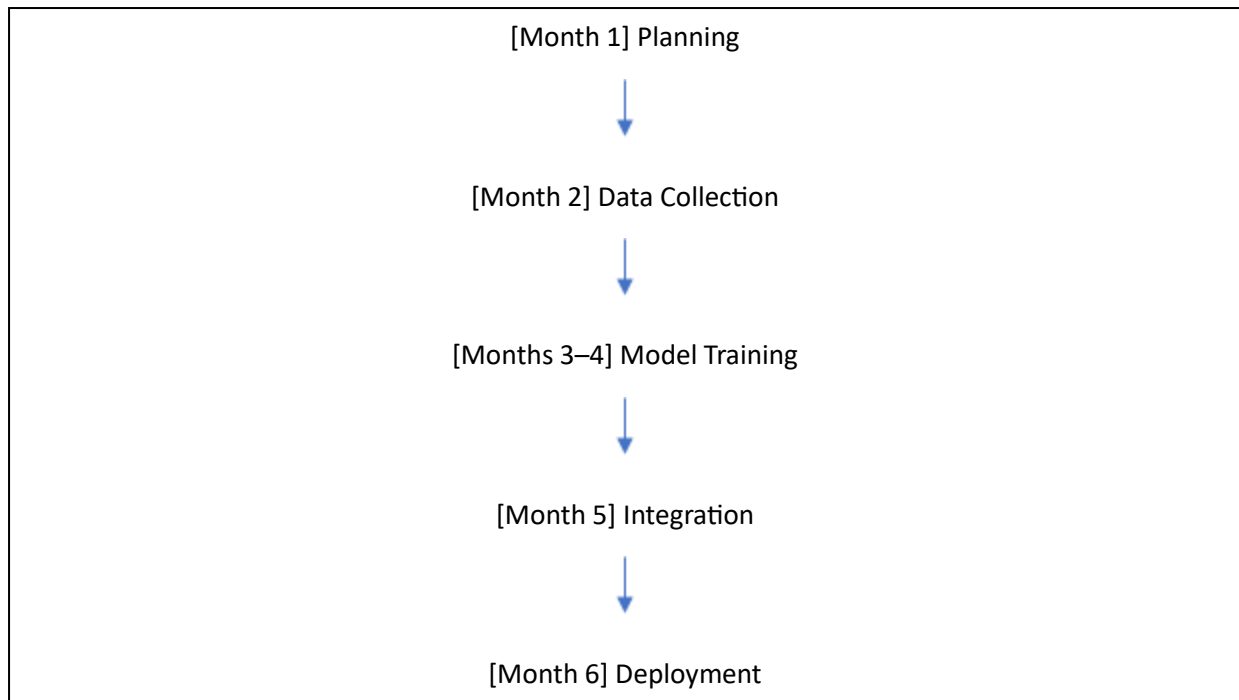 [Month 1] Planning
[Month 2] Data Collection
[Months 3–4] Model Training
[Month 5] Integration
[Month 6] Deployment